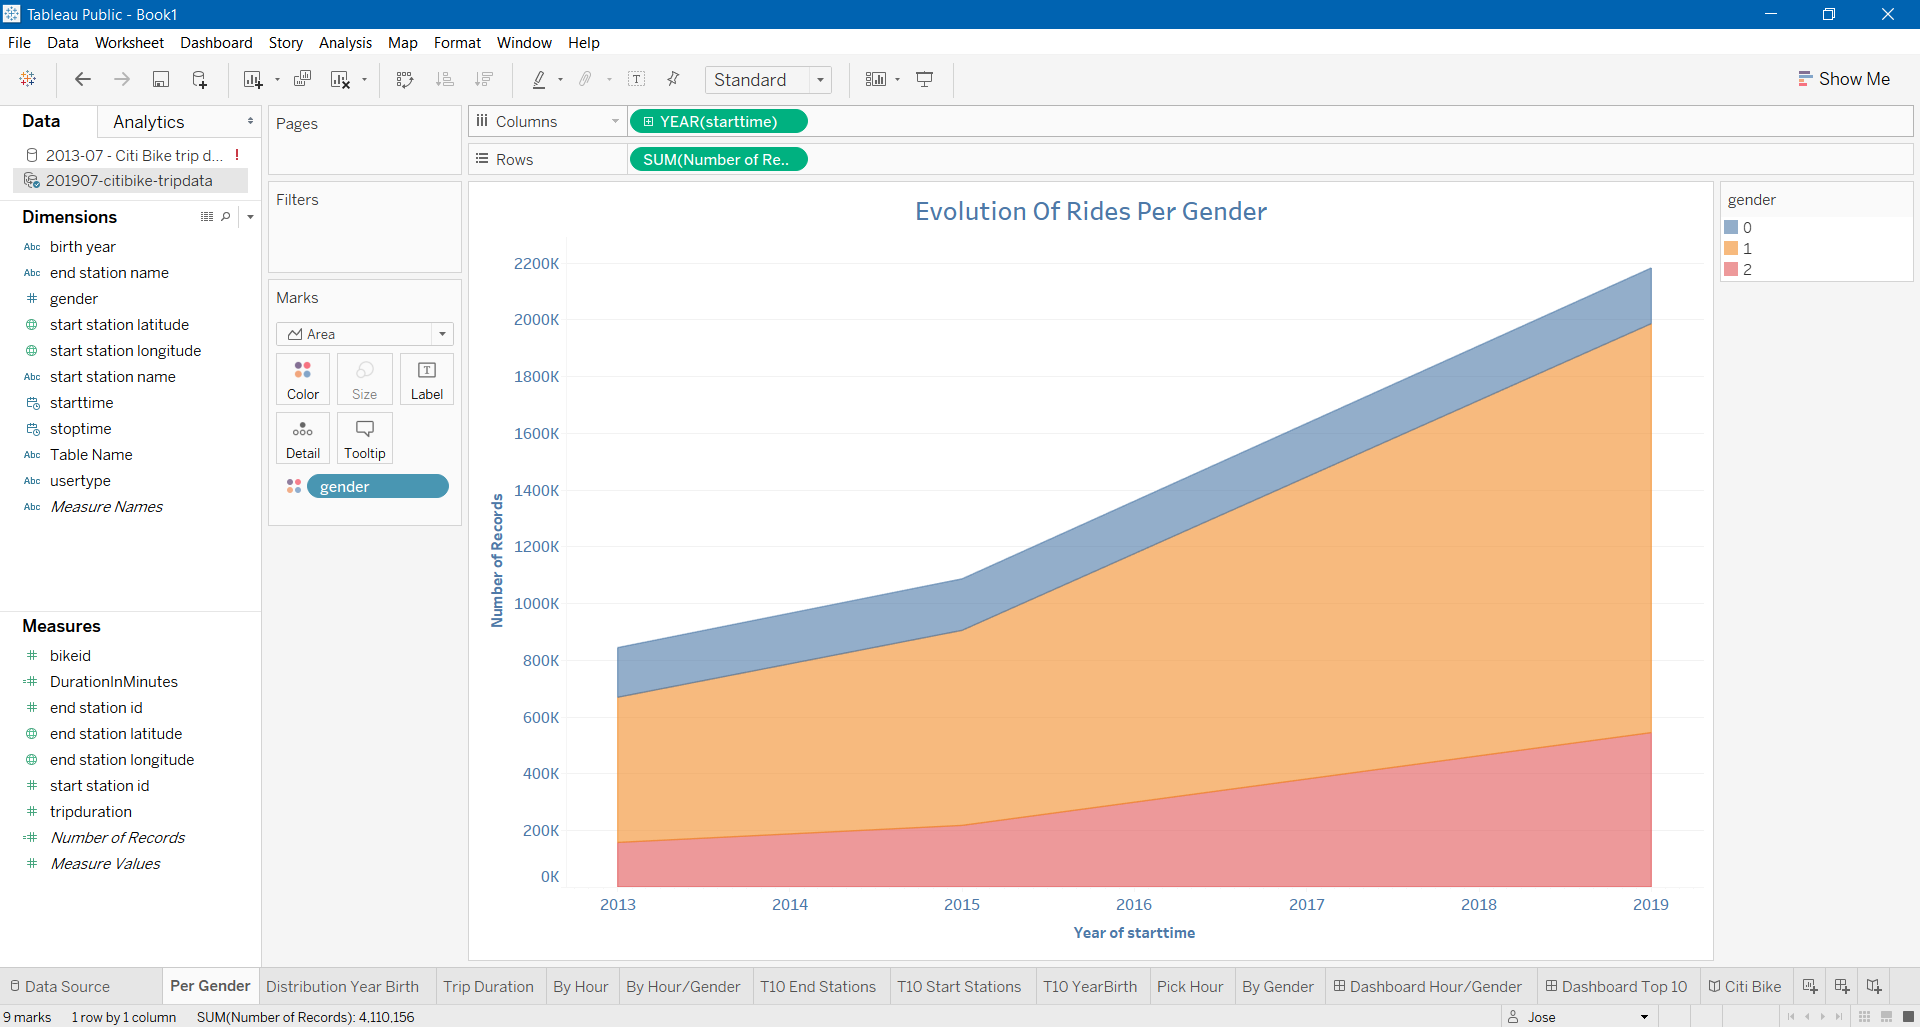 Tableau Public - Book1
File Data Worksheet Dashboard Story Analysis Map Format Window Help
Standard
Show Me
Data Analytics
2013-07 - Citi Bike trip d... !
201907-citibike-tripdata
Dimensions
Abc birth year
Abc end station name
# gender
start station latitude
start station longitude
Abc start station name
starttime
stoptime
Abc Table Name
Abc usertype
Abc Measure Names
Measures
# bikeid
=# DurationInMinutes
# end station id
end station latitude
end station longitude
# start station id
# tripduration
=# Number of Records
# Measure Values
Pages
Filters
Marks
Area
Color Size Label
Detail Tooltip
gender
Columns YEAR(starttime)
Rows SUM(Number of Re..
Evolution Of Rides Per Gender
2200K
2000K
1800K
1600K
1400K
1200K
1000K
800K
600K
400K
200K
0K
Number of Records
2013 2014 2015 2016 2017 2018 2019
Year of starttime
gender
0
1
2
Data Source Per Gender Distribution Year Birth Trip Duration By Hour By Hour/Gender T10 End Stations T10 Start Stations T10 YearBirth Pick Hour By Gender Dashboard Hour/Gender Dashboard Top 10 Citi Bike
9 marks 1 row by 1 column SUM(Number of Records): 4,110,156 Jose